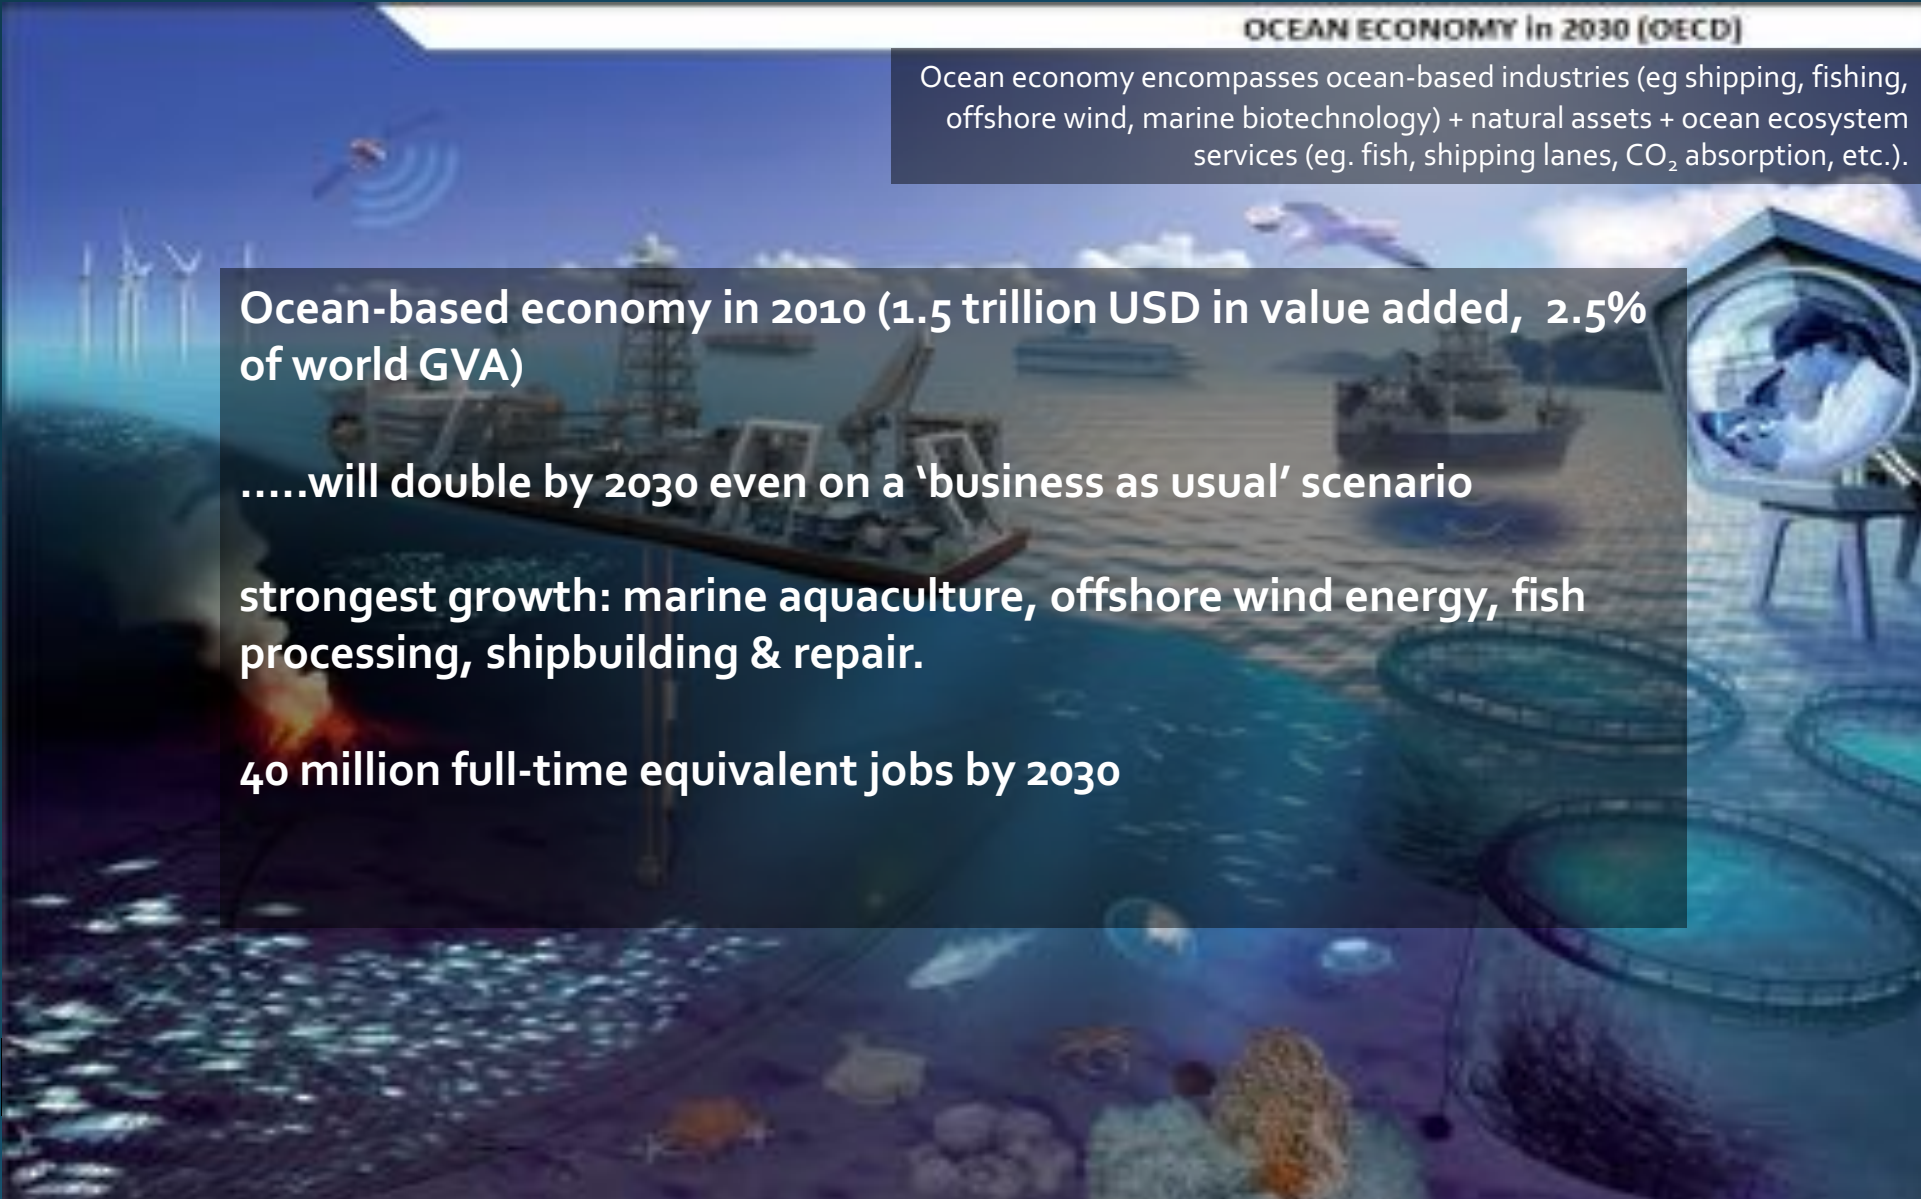 OCEAN ECONOMY in 2030 (OECD)
Ocean economy encompasses ocean-based industries (eg shipping, fishing,
offshore wind, marine biotechnology) + natural assets + ocean ecosystem
services (eg. fish, shipping lanes, CO₂ absorption, etc.).
Ocean-based economy in 2010 (1.5 trillion USD in value added,  2.5%
of world GVA)
.....will double by 2030 even on a ‘business as usual’ scenario
strongest growth: marine aquaculture, offshore wind energy, fish
processing, shipbuilding & repair.
40 million full-time equivalent jobs by 2030